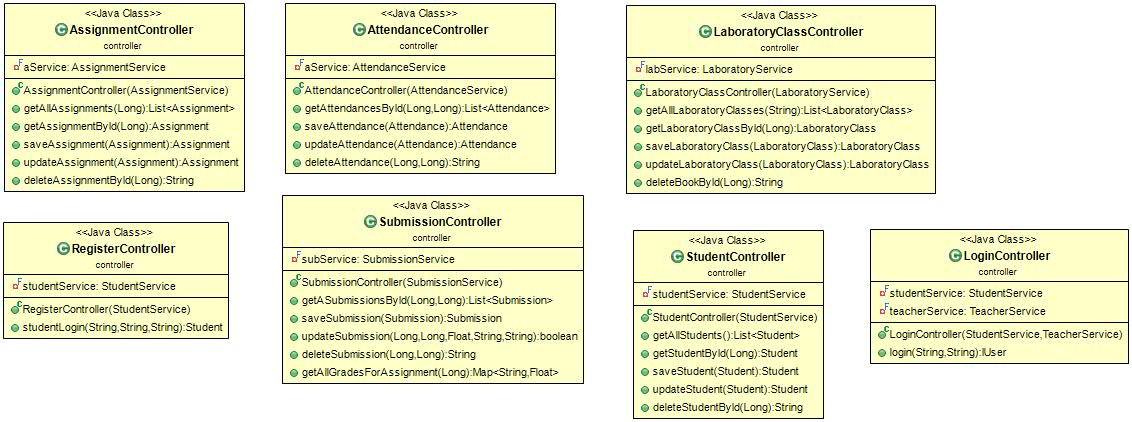 <<Java Class>>
AssignmentController
controller
aService: AssignmentService
AssignmentController(AssignmentService)
getAllAssignments(Long):List<Assignment>
getAssignmentById(Long):Assignment
saveAssignment(Assignment):Assignment
updateAssignment(Assignment):Assignment
deleteAssignmentById(Long):String
<<Java Class>>
AttendanceController
controller
aService: AttendanceService
AttendanceController(AttendanceService)
getAttendancesById(Long,Long):List<Attendance>
saveAttendance(Attendance):Attendance
updateAttendance(Attendance):Attendance
deleteAttendance(Long,Long):String
<<Java Class>>
LaboratoryClassController
controller
labService: LaboratoryService
LaboratoryClassController(LaboratoryService)
getAllLaboratoryClasses(String):List<LaboratoryClass>
getLaboratoryClassById(Long):LaboratoryClass
saveLaboratoryClass(LaboratoryClass):LaboratoryClass
updateLaboratoryClass(LaboratoryClass):LaboratoryClass
deleteBookById(Long):String
<<Java Class>>
RegisterController
controller
studentService: StudentService
RegisterController(StudentService)
studentLogin(String,String,String):Student
<<Java Class>>
SubmissionController
controller
subService: SubmissionService
SubmissionController(SubmissionService)
getASubmissionsById(Long,Long):List<Submission>
saveSubmission(Submission):Submission
updateSubmission(Long,Long,Float,String,String):boolean
deleteSubmission(Long,Long):String
getAllGradesForAssignment(Long):Map<String,Float>
<<Java Class>>
StudentController
controller
studentService: StudentService
StudentController(StudentService)
getAllStudents():List<Student>
getStudentById(Long):Student
saveStudent(Student):Student
updateStudent(Student):Student
deleteStudentById(Long):String
<<Java Class>>
LoginController
controller
studentService: StudentService
teacherService: TeacherService
LoginController(StudentService,TeacherService)
login(String,String):IUser